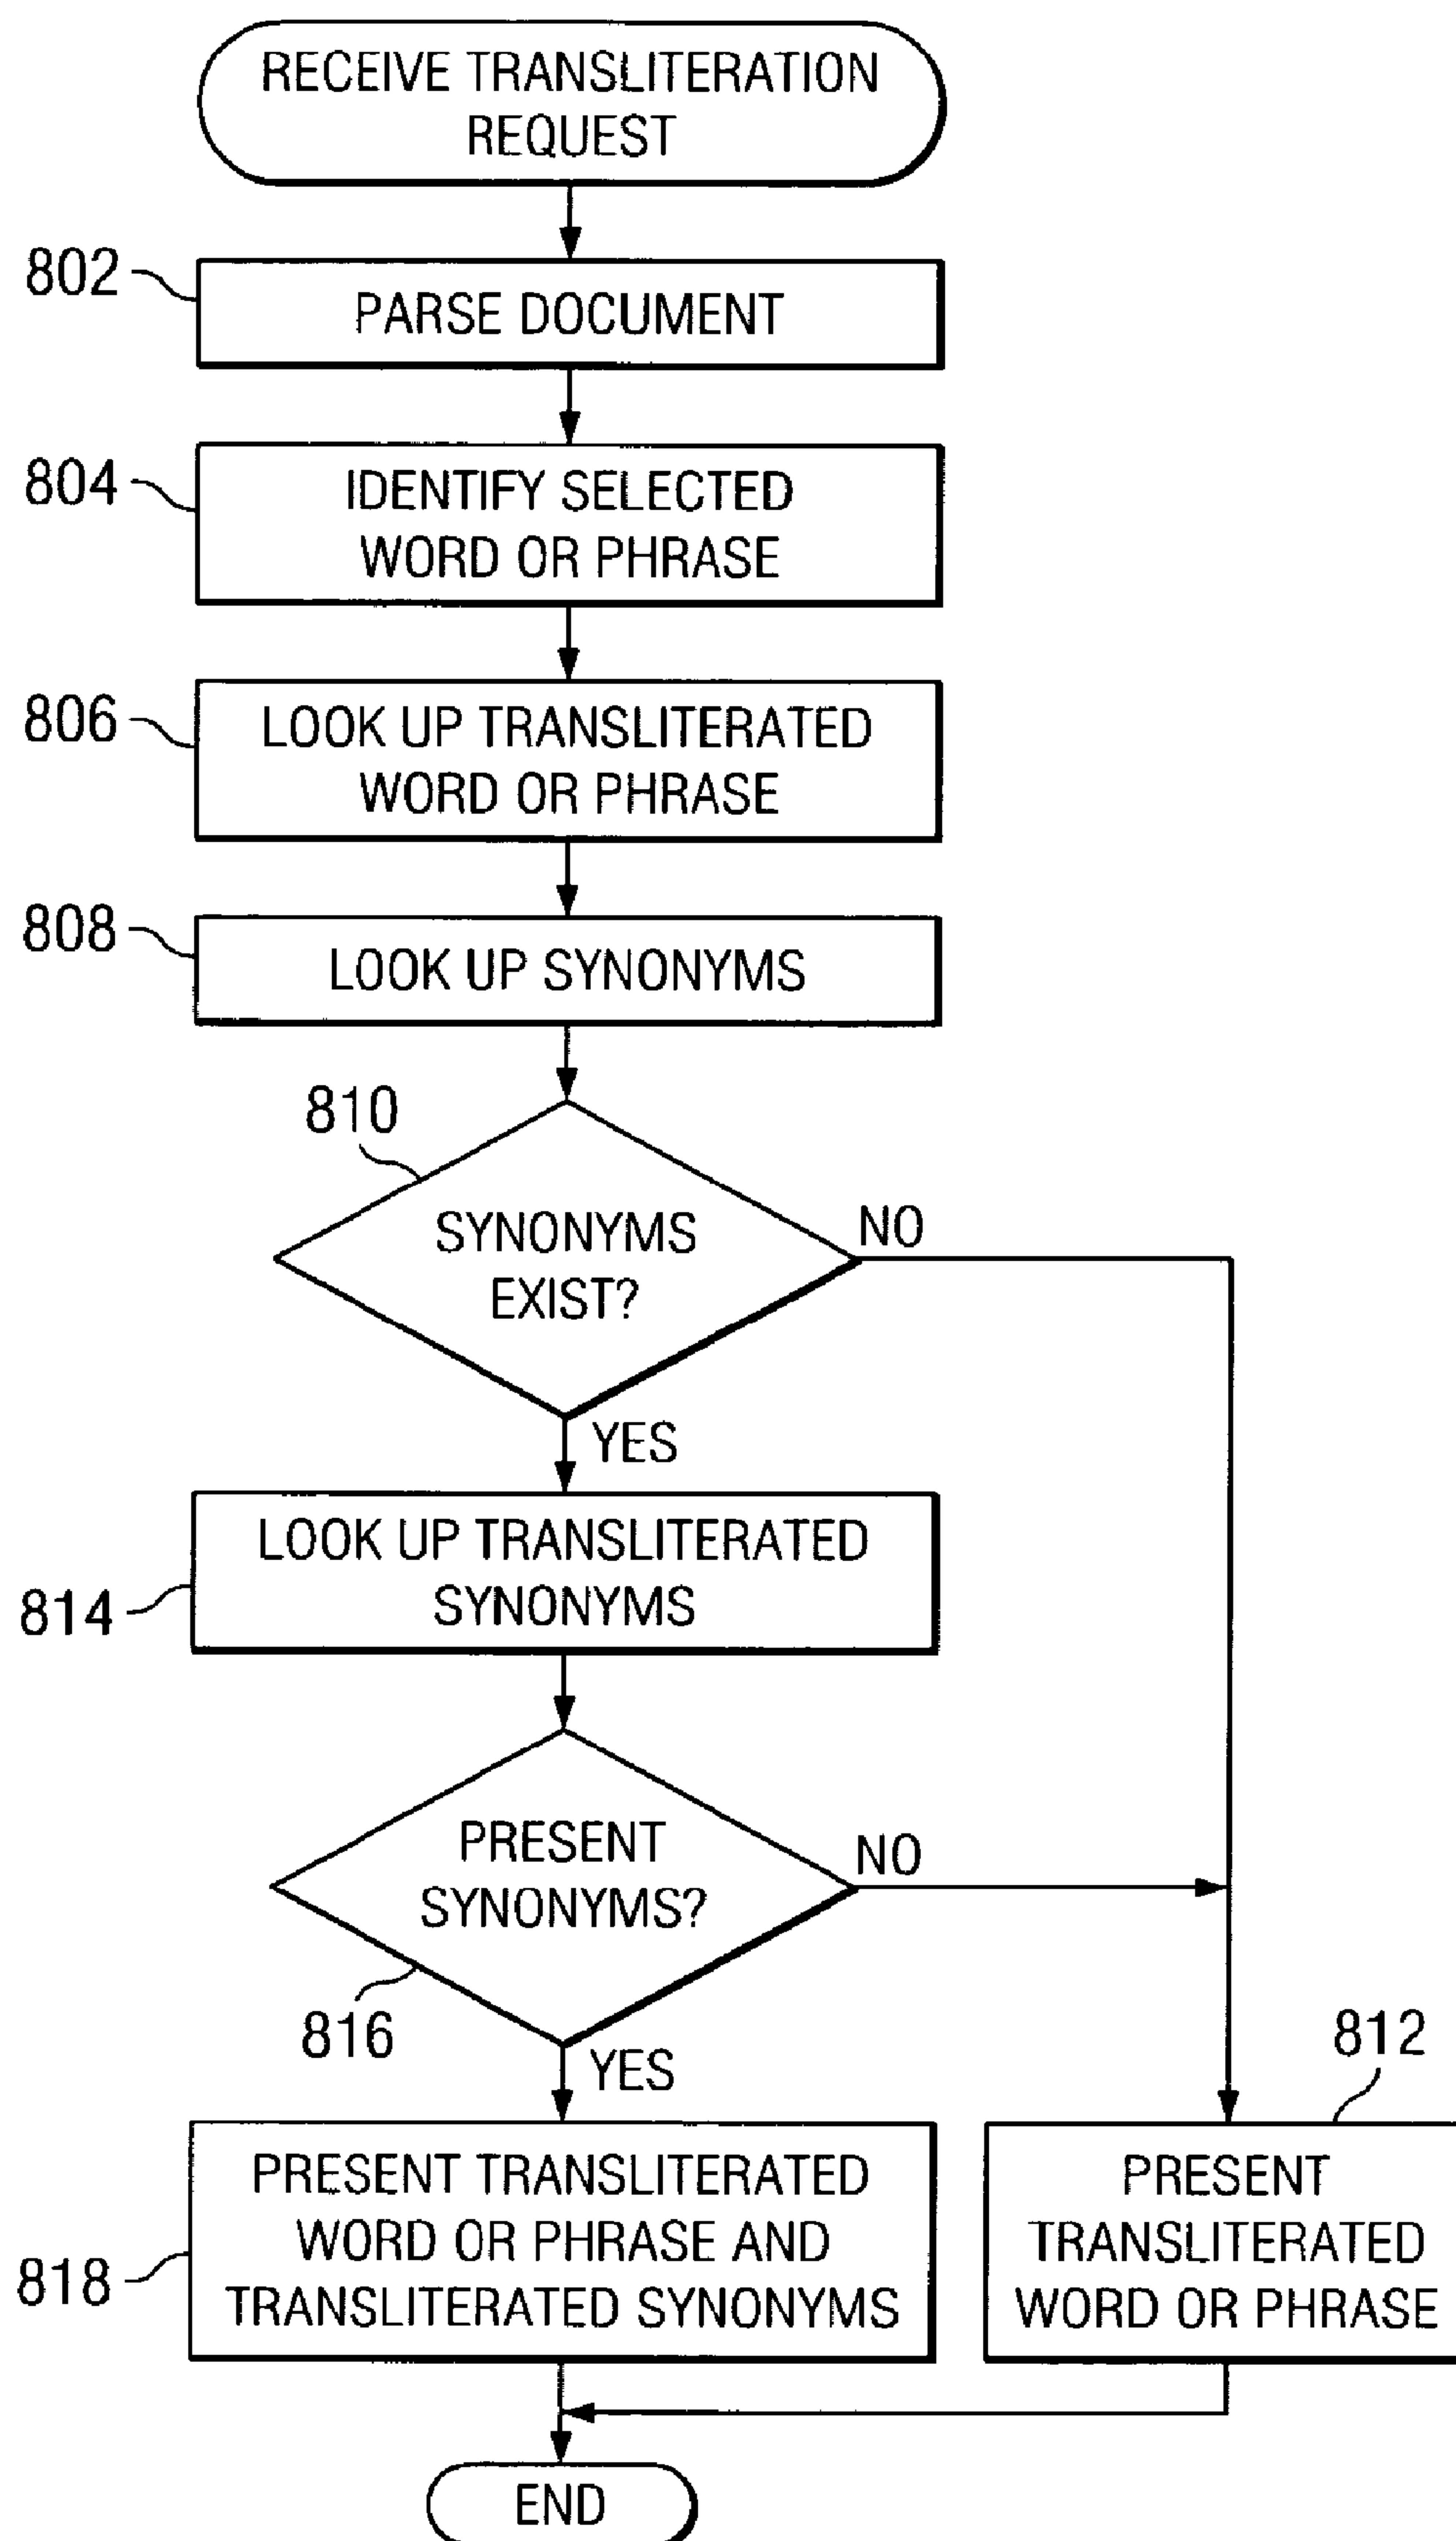 RECEIVE TRANSLITERATION
REQUEST
802
PARSE DOCUMENT
804
IDENTIFY SELECTED
WORD OR PHRASE
806
LOOK UP TRANSLITERATED
WORD OR PHRASE
808
LOOK UP SYNONYMS
810
SYNONYMS
EXIST?
NO
YES
LOOK UP TRANSLITERATED
SYNONYMS
814
PRESENT
SYNONYMS?
NO
816
YES
812
PRESENT TRANSLITERATED
WORD OR PHRASE AND
TRANSLITERATED SYNONYMS
818
PRESENT
TRANSLITERATED
WORD OR PHRASE
END